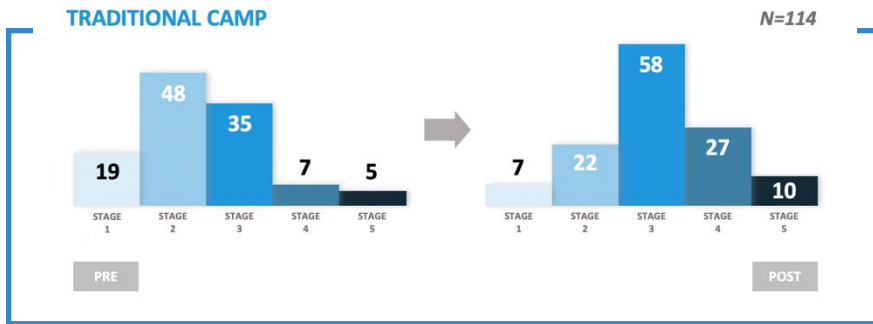 TRADITIONAL CAMP
N=114
48
35
19
7
5
STAGE 1
STAGE 2
STAGE 3
STAGE 4
STAGE 5
PRE
58
27
22
7
10
STAGE 1
STAGE 2
STAGE 3
STAGE 4
STAGE 5
POST